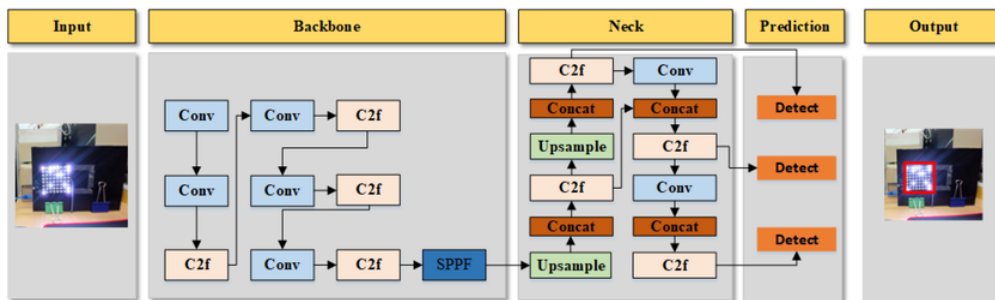 Input
Backbone
Neck
Prediction
Output
Conv
Conv
C2f
Conv
C2f
Conv
C2f
Conv
C2f
SPPF
C2f
Concat
Upsample
C2f
Concat
Upsample
Conv
Concat
C2f
Conv
Concat
C2f
Detect
Detect
Detect